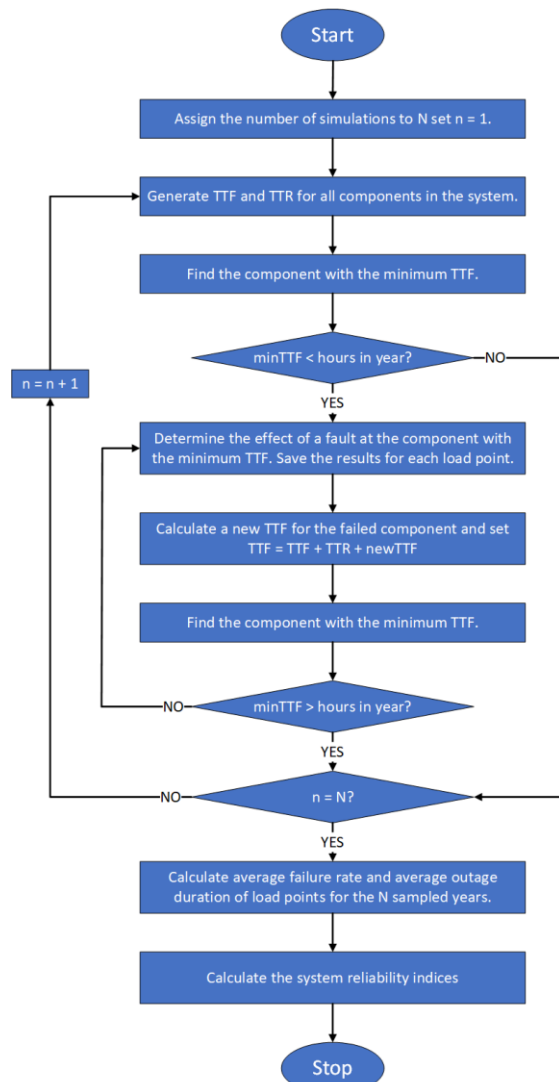 Start
Assign the number of simulations to N set n = 1.
Generate TTF and TTR for all components in the system.
Find the component with the minimum TTF.
minTTF < hours in year?
NO
n = n + 1
YES
Determine the effect of a fault at the component with
the minimum TTF. Save the results for each load point.
Calculate a new TTF for the failed component and set
TTF = TTF + TTR + newTTF
Find the component with the minimum TTF.
NO
minTTF > hours in year?
YES
NO
n = N?
YES
Calculate average failure rate and average outage
duration of load points for the N sampled years.
Calculate the system reliability indices
Stop